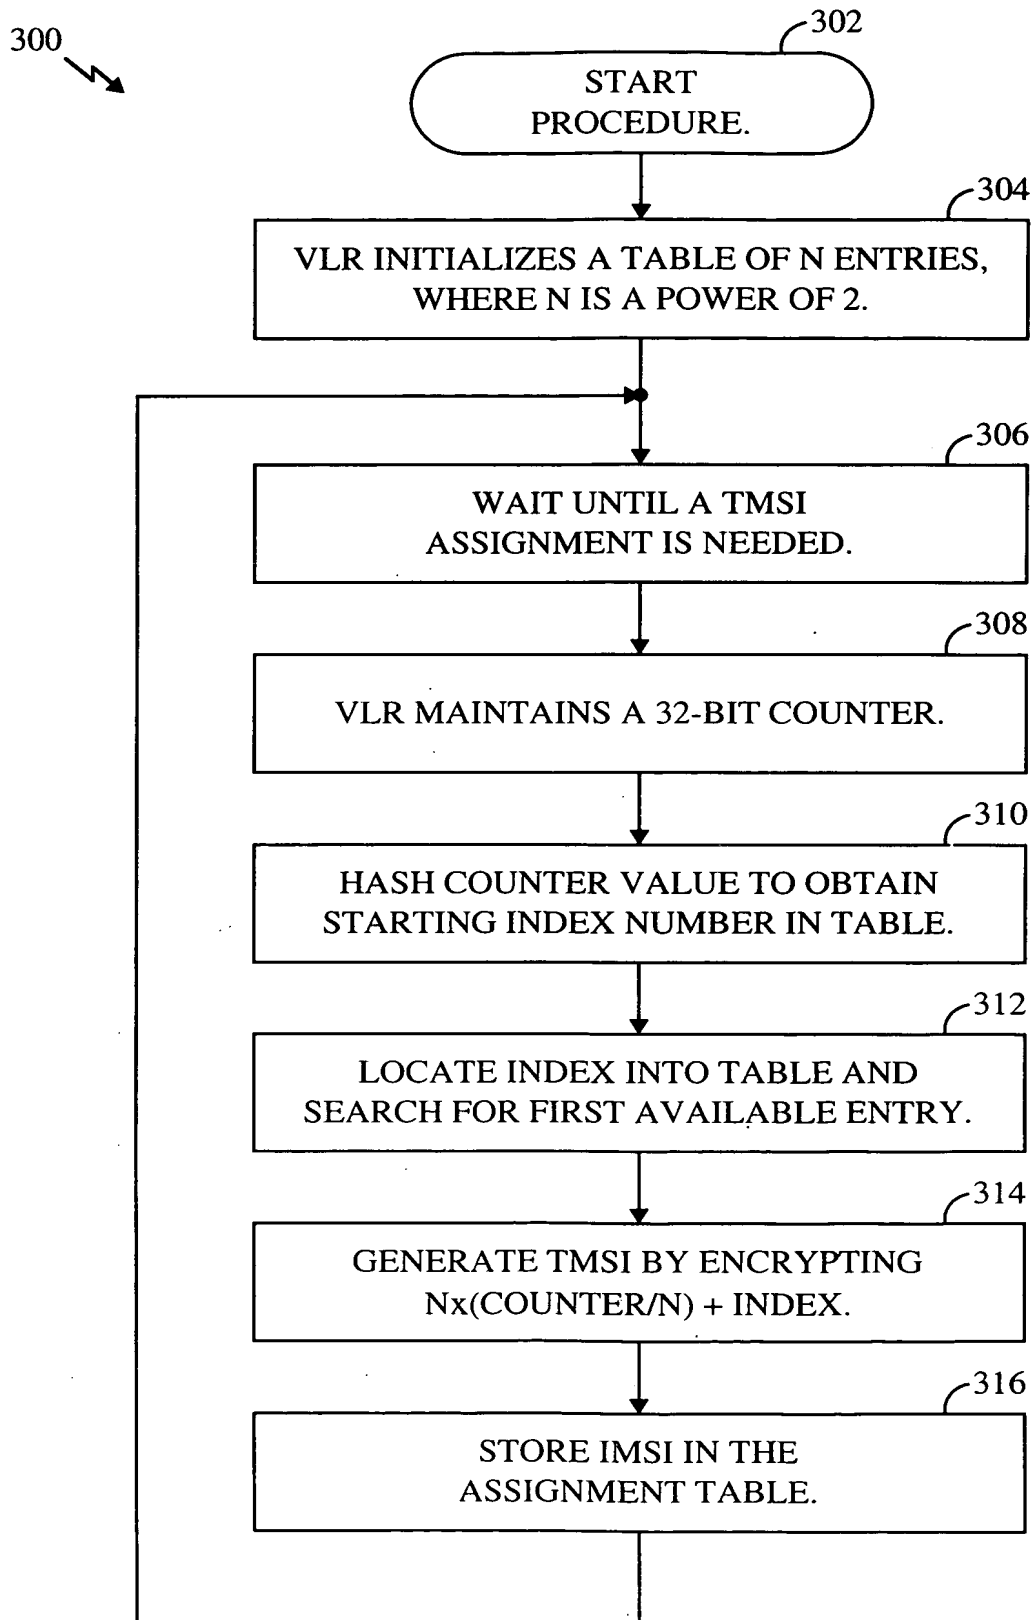 300
302
START
PROCEDURE.
304
VLR INITIALIZES A TABLE OF N ENTRIES,
WHERE N IS A POWER OF 2.
306
WAIT UNTIL A TMSI
ASSIGNMENT IS NEEDED.
308
VLR MAINTAINS A 32-BIT COUNTER.
310
HASH COUNTER VALUE TO OBTAIN
STARTING INDEX NUMBER IN TABLE.
312
LOCATE INDEX INTO TABLE AND
SEARCH FOR FIRST AVAILABLE ENTRY.
314
GENERATE TMSI BY ENCRYPTING
Nx(COUNTER/N) + INDEX.
316
STORE IMSI IN THE
ASSIGNMENT TABLE.